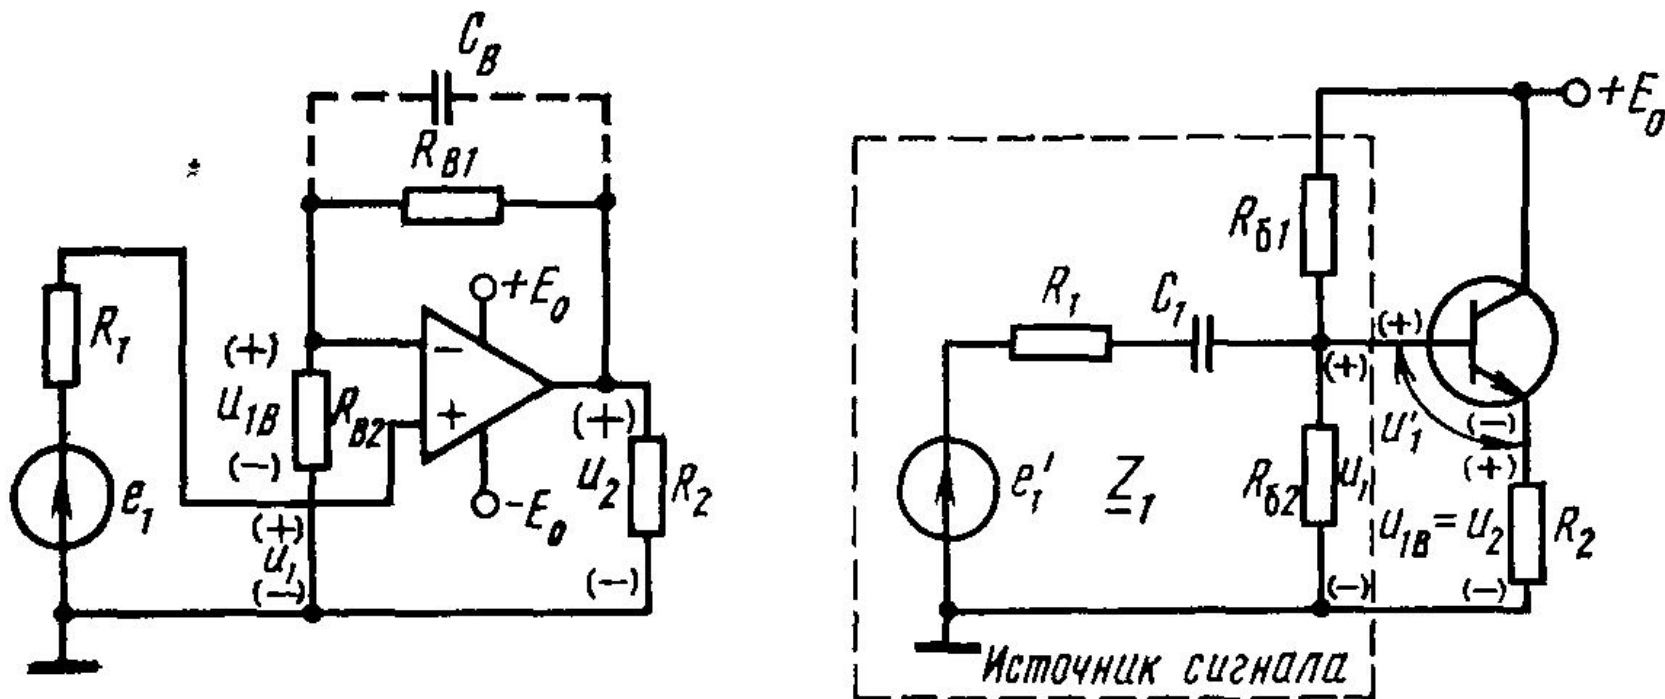 C_B
R_B1
*
+E_0
R_1
(+)
u_1B
R_B2
(-)
-
+
(+)
u_2
R_2
-E_0
e_1
(+)
u_1
(-)
(-)
+E_0
R_б1
R_1
C_1
(+)
(+)
u'_1
(-)
(+)
e'_1
Z_1
R_б2
u_1
u_1B = u_2
R_2
(-)
(-)
Источник сигнала